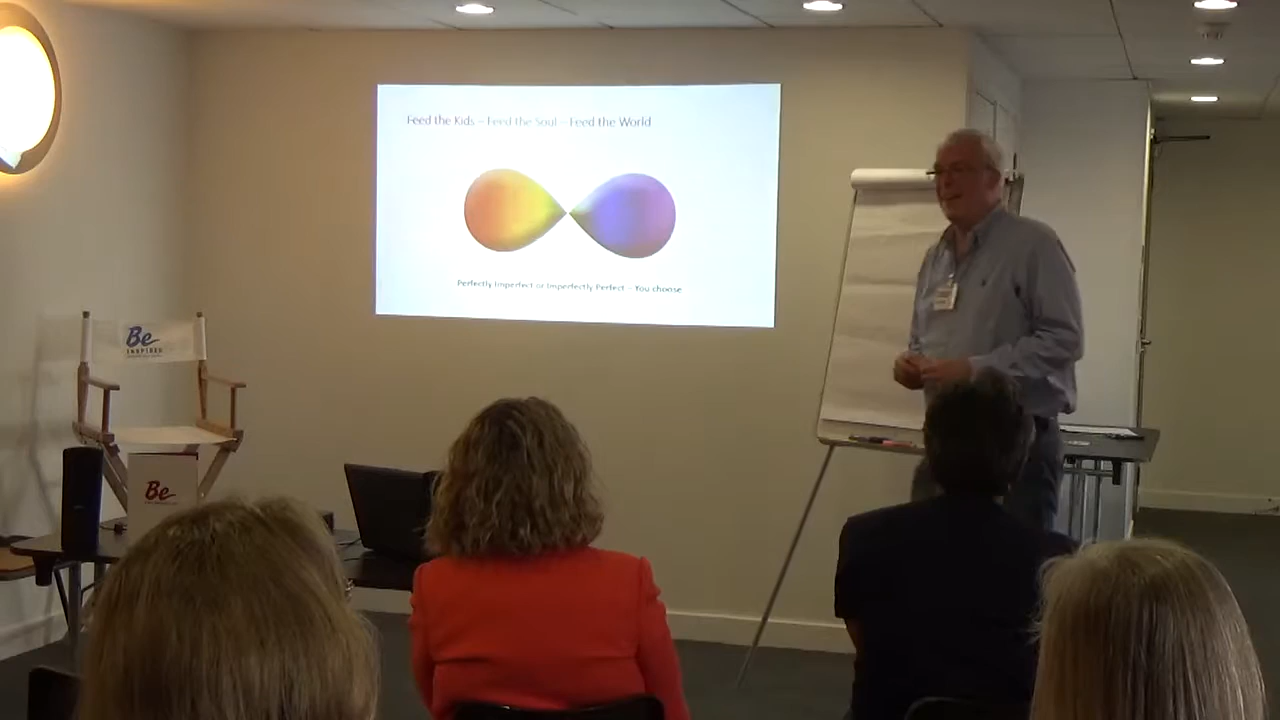 Feed the Kids – Feed the Soul – Feed the World
Perfectly Imperfect or Imperfectly Perfect – You choose
Be
INSPIRED
Be